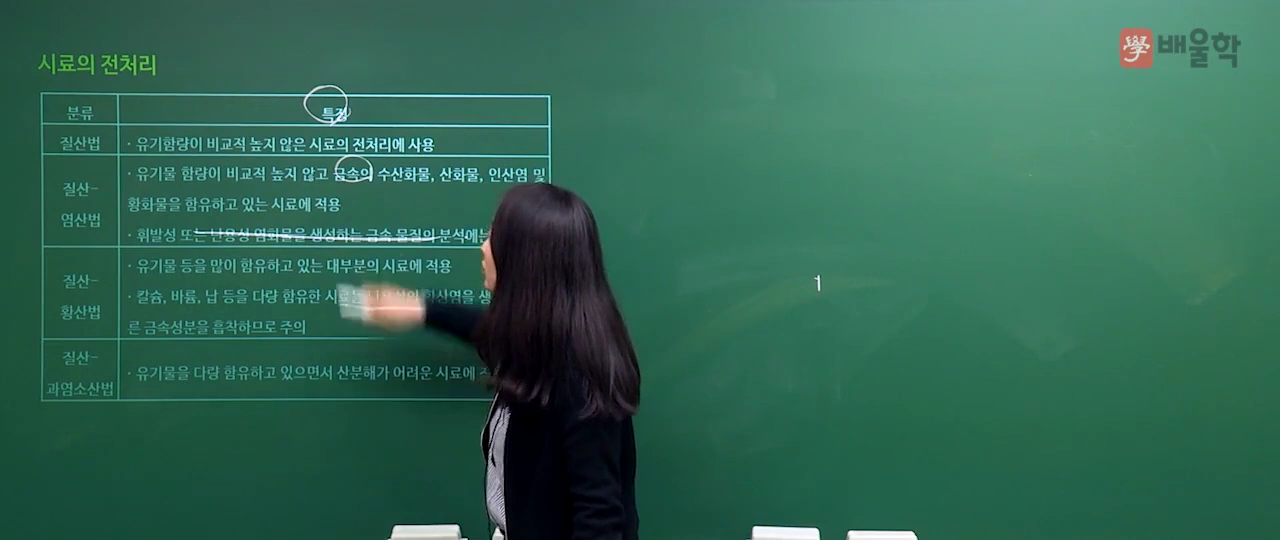 學 배울학
시료의 전처리
분류 특징
질산법 · 유기함량이 비교적 높지 않은 시료의 전처리에 사용
질산-
염산법
· 유기물 함량이 비교적 높지 않고 금속의 수산화물, 산화물, 인산염 및
황화물을 함유하고 있는 시료에 적용
· 휘발성 또는 난용성 염화물을 생성하는 금속 물질의 분석에는
질산-
황산법
· 유기물 등을 많이 함유하고 있는 대부분의 시료에 적용
· 칼슘, 바륨, 납 등을 다량 함유한 시료
른 금속성분을 흡착하므로 주의
질산-
과염소산법
· 유기물을 다량 함유하고 있으면서 산분해가 어려운 시료에